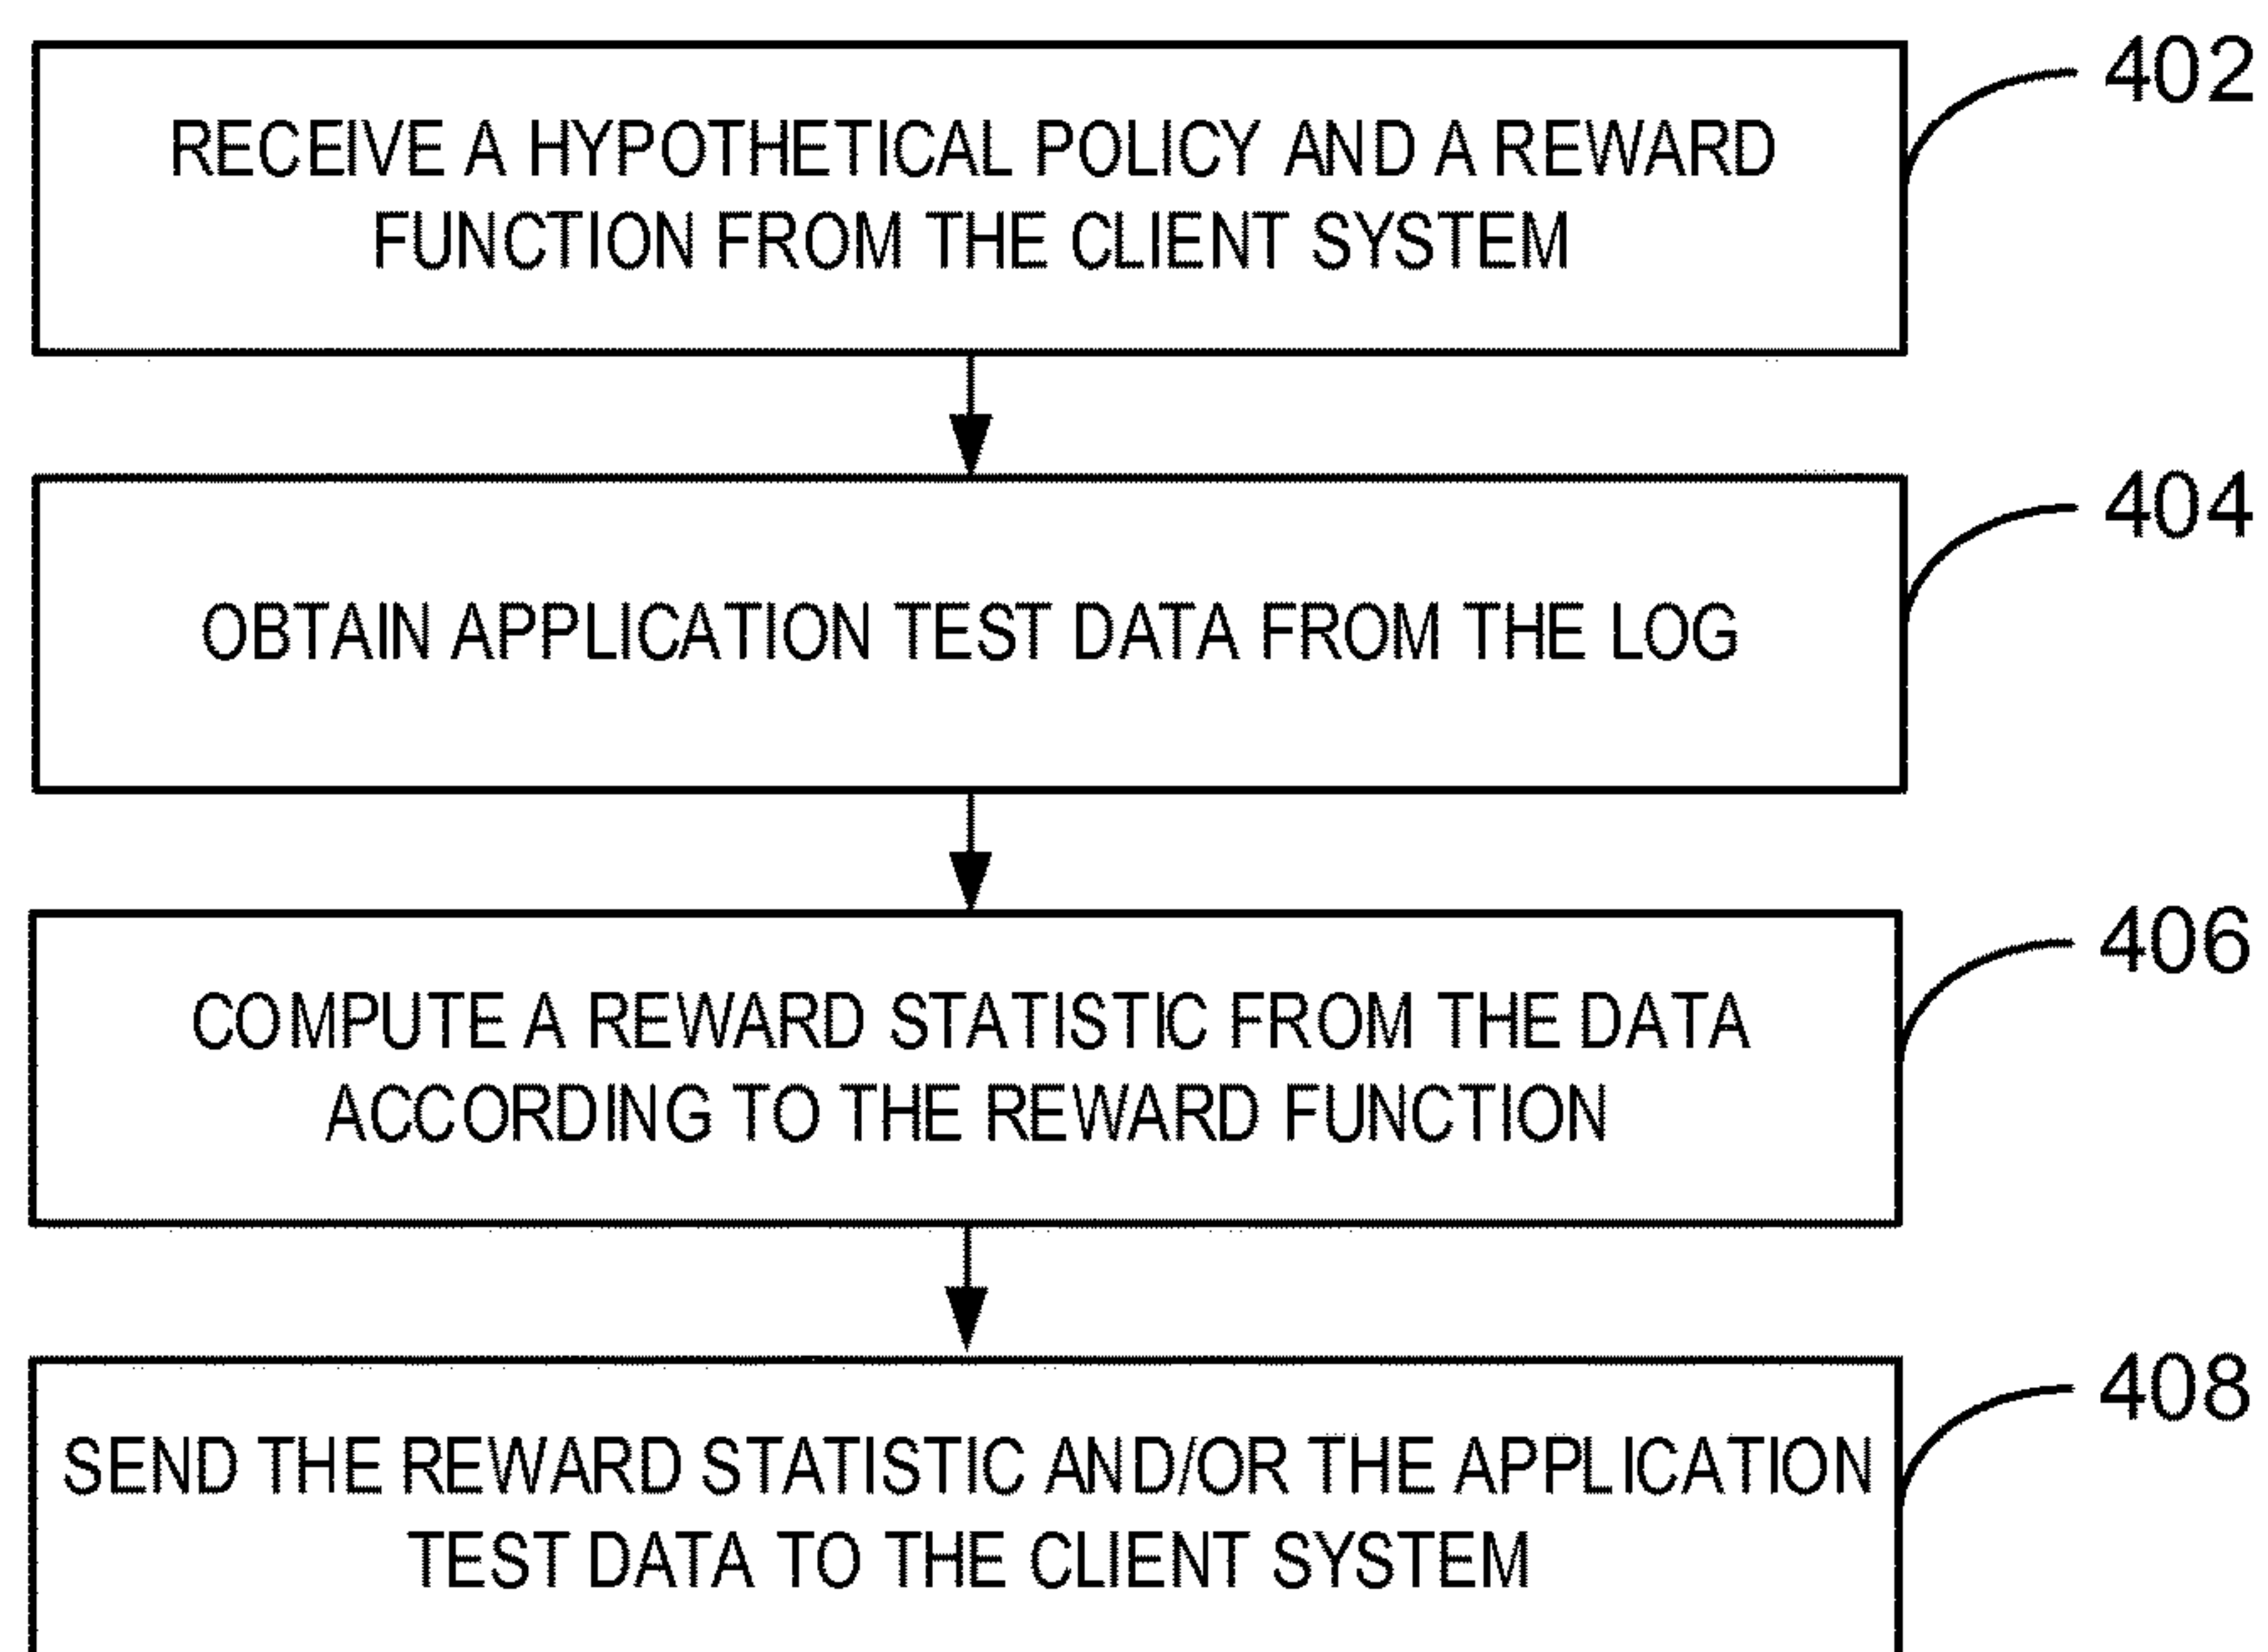 RECEIVE A HYPOTHETICAL POLICY AND A REWARD
FUNCTION FROM THE CLIENT SYSTEM
402
OBTAIN APPLICATION TEST DATA FROM THE LOG
404
COMPUTE A REWARD STATISTIC FROM THE DATA
ACCORDING TO THE REWARD FUNCTION
406
SEND THE REWARD STATISTIC AND/OR THE APPLICATION
TEST DATA TO THE CLIENT SYSTEM
408